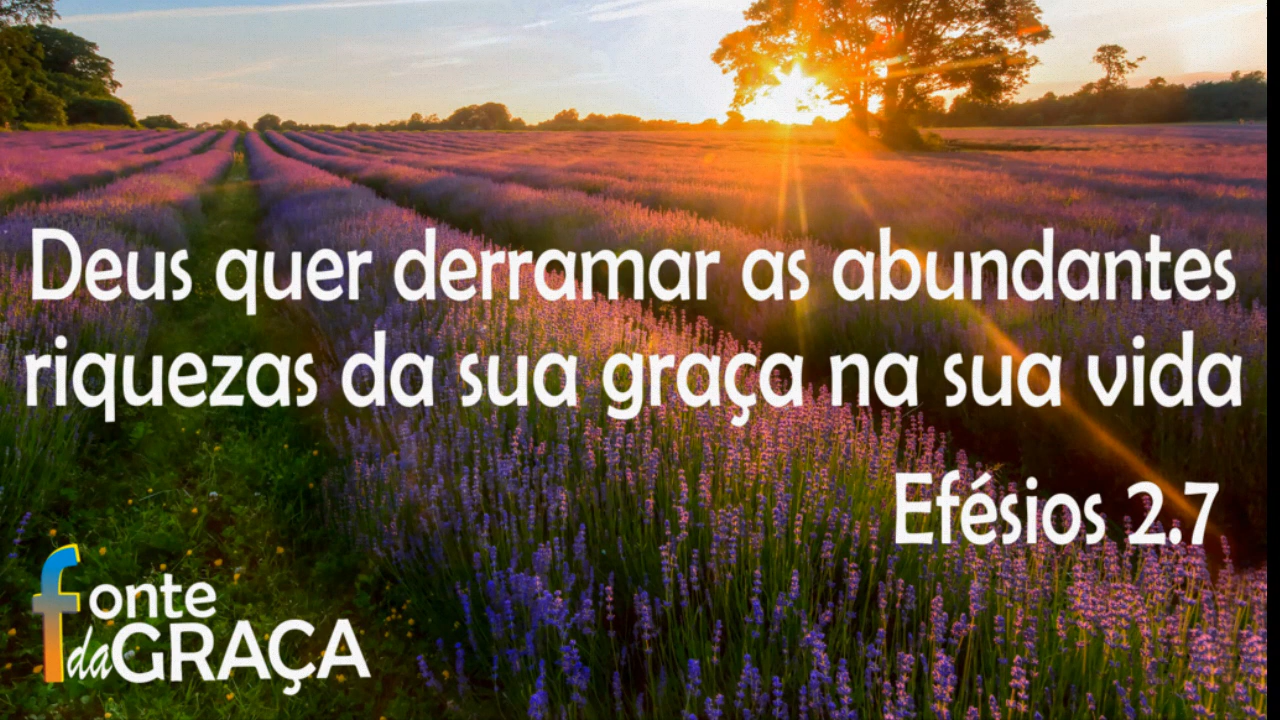 Deus quer derramar as abundantes
riquezas da sua graça na sua vida
Efésios 2.7
fonte
da GRAÇA